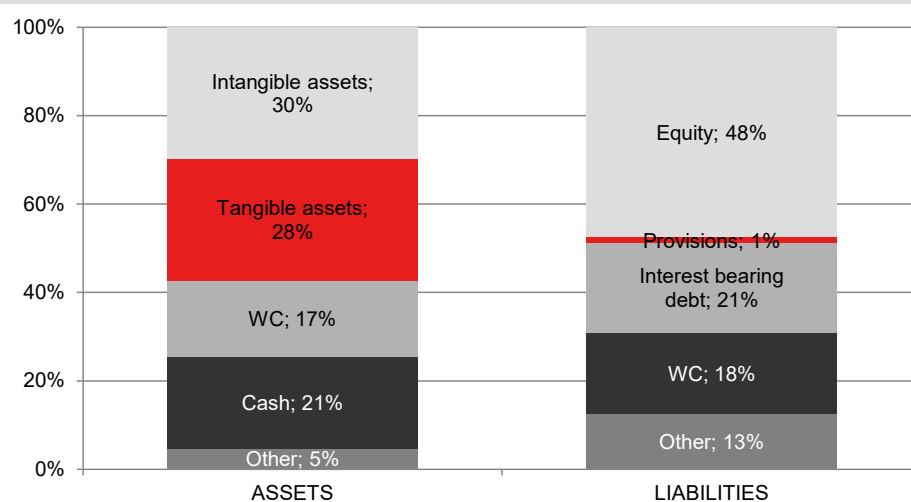 100%
80%
60%
40%
20%
0%
Intangible assets;
30%
Tangible assets;
28%
WC; 17%
Cash; 21%
Other; 5%
Equity; 48%
Provisions; 1%
Interest bearing
debt; 21%
WC; 18%
Other; 13%
ASSETS
LIABILITIES